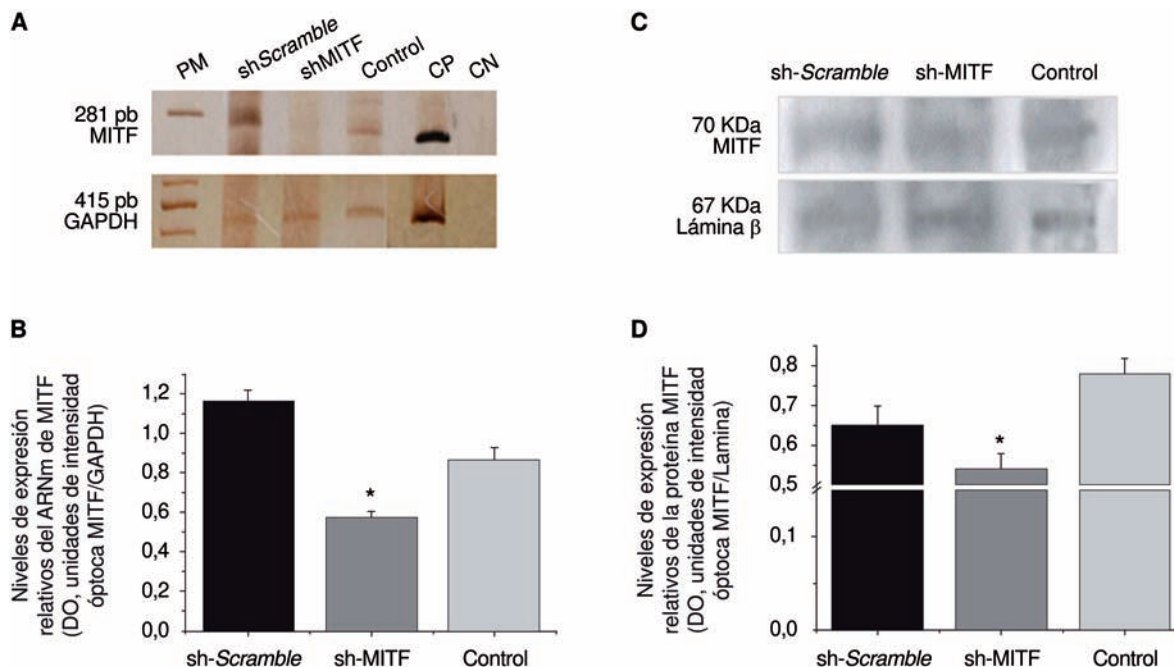 A
PM
shScramble
shMITF
Control
CP
CN
281 pb
MITF
415 pb
GAPDH
B
Niveles de expresión
relativos del ARNm de MITF
(DO, unidades de intensidad
óptoca MITF/GAPDH)
1,2
1,0
0,8
0,6
0,4
0,2
0,0
*
sh-Scramble
sh-MITF
Control
C
sh-Scramble
sh-MITF
Control
70 KDa
MITF
67 KDa
Lámina β
D
Niveles de expresión
relativos de la proteína MITF
(DO, unidades de intensidad
óptoca MITF/Lamina)
0,8
0,7
0,6
0,5
0,1
0,0
*
sh-Scramble
sh-MITF
Control